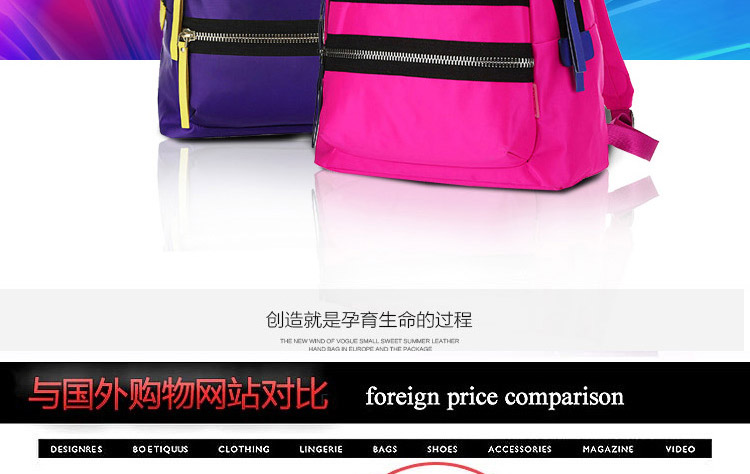 创造就是孕育生命的过程
THE NEW WIND OF VOGUE SMALL SWEET SUMMER LEATHER
HAND BAG IN EUROPE AND THE PACKAGE
与国外购物网站对比 foreign price comparison
DESIGNRES BOETIQUUS CLOTHING LINGERIE BAGS SHOES ACCESSORIES MAGAZINE VIDEO